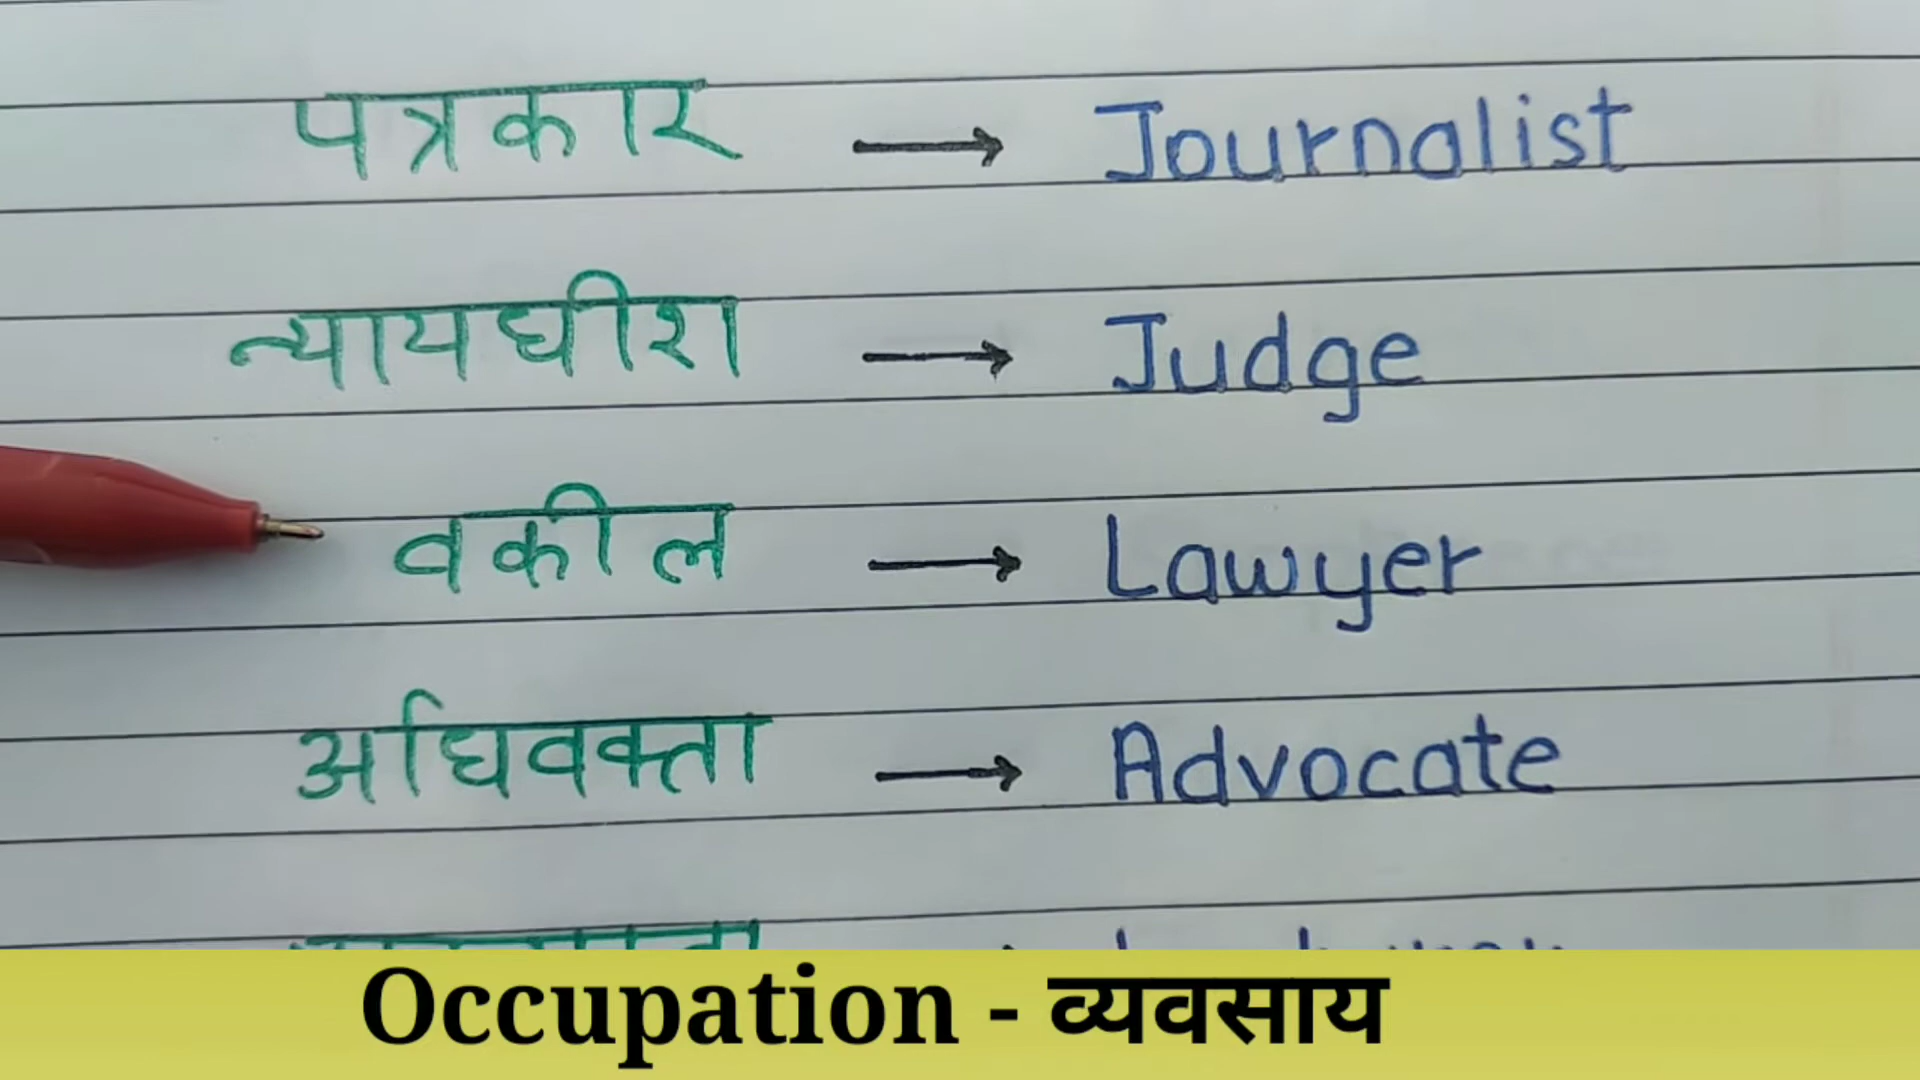 पत्रकार → Journalist
न्यायधीश → Judge
वकील → Lawyer
अधिवक्ता → Advocate
Occupation - व्यवसाय